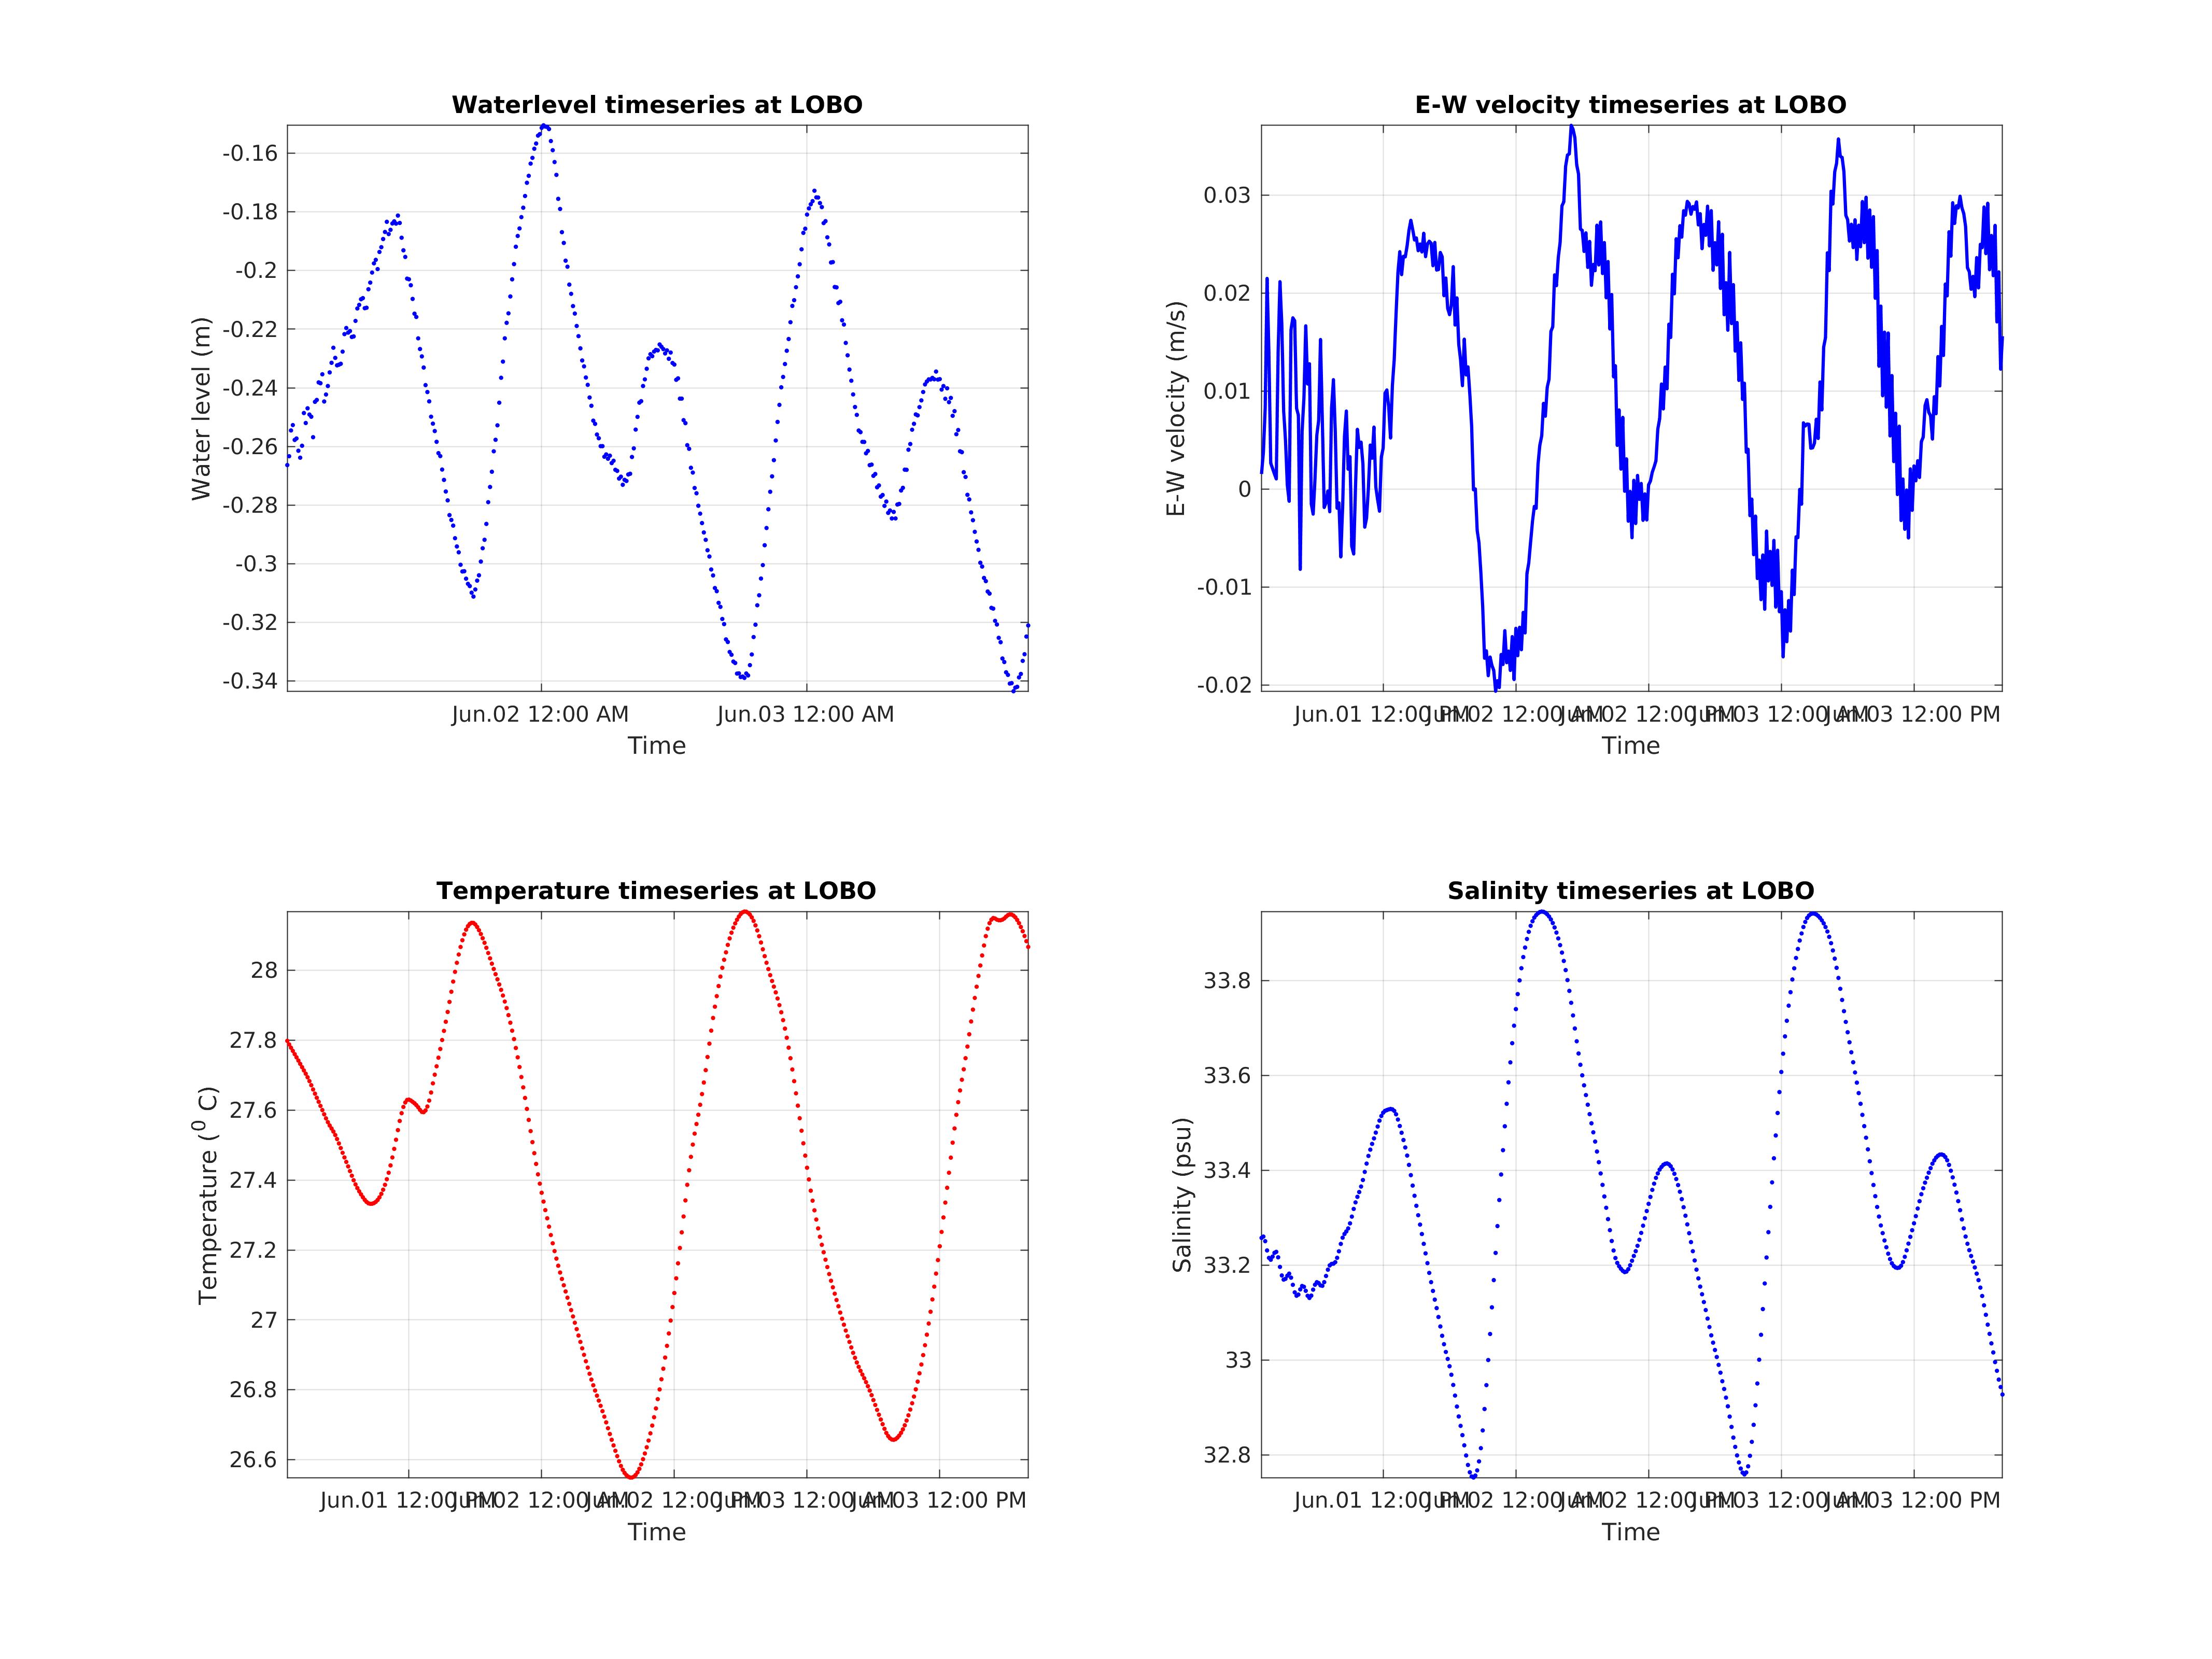 Waterlevel timeseries at LOBO
-0.16
-0.18
-0.2
-0.22
-0.24
-0.26
-0.28
-0.3
-0.32
-0.34
Water level (m)
Jun.02 12:00 AM
Jun.03 12:00 AM
Time
E-W velocity timeseries at LOBO
0.03
0.02
0.01
0
-0.01
-0.02
E-W velocity (m/s)
Jun.01 12:00 PM
Jun.02 12:00 AM
Jun.02 12:00 PM
Jun.03 12:00 AM
Jun.03 12:00 PM
Time
Temperature timeseries at LOBO
28
27.8
27.6
27.4
27.2
27
26.8
26.6
Temperature (⁰ C)
Jun.01 12:00 PM
Jun.02 12:00 AM
Jun.02 12:00 PM
Jun.03 12:00 AM
Jun.03 12:00 PM
Time
Salinity timeseries at LOBO
33.8
33.6
33.4
33.2
33
32.8
Salinity (psu)
Jun.01 12:00 PM
Jun.02 12:00 AM
Jun.02 12:00 PM
Jun.03 12:00 AM
Jun.03 12:00 PM
Time